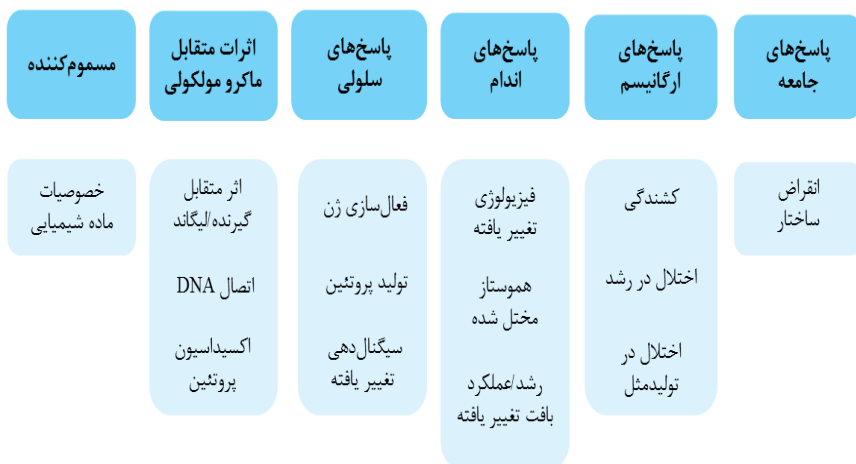 پاسخ‌های
جامعه
پاسخ‌های
ارگانیسم
پاسخ‌های
اندام
پاسخ‌های
سلولی
اثرات متقابل
ماکرو مولکولی
مسموم‌کننده
انقراض
ساختار
کشندگی
اختلال در رشد
اختلال در
تولیدمثل
فیزیولوژی
تغییر یافته
هموستاز
مختل شده
رشد/عملکرد
بافت تغییر یافته
فعال‌سازی ژن
تولید پروتئین
سیگنال‌دهی
تغییر یافته
اثر متقابل
گیرنده/لیگاند
اتصال DNA
اکسیداسیون
پروتئین
خصوصیات
ماده شیمیایی